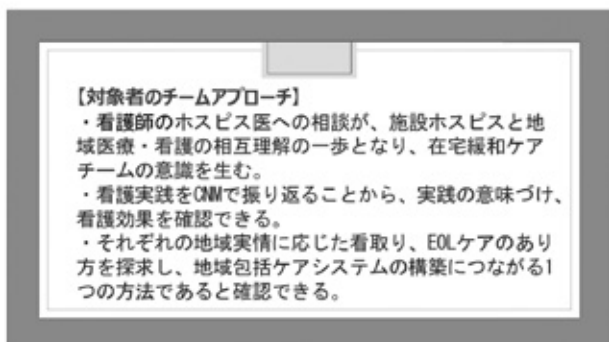 【対象者のチームアプローチ】
・看護師のホスピス医への相談が、施設ホスピスと地
域医療・看護の相互理解の一歩となり、在宅緩和ケア
チームの意識を生む。
・看護実践をCNMで振り返ることから、実践の意味づけ、
看護効果を確認できる。
・それぞれの地域実情に応じた看取り、EOLケアのあり
方を探求し、地域包括ケアシステムの構築につながる1
つの方法であると確認できる。